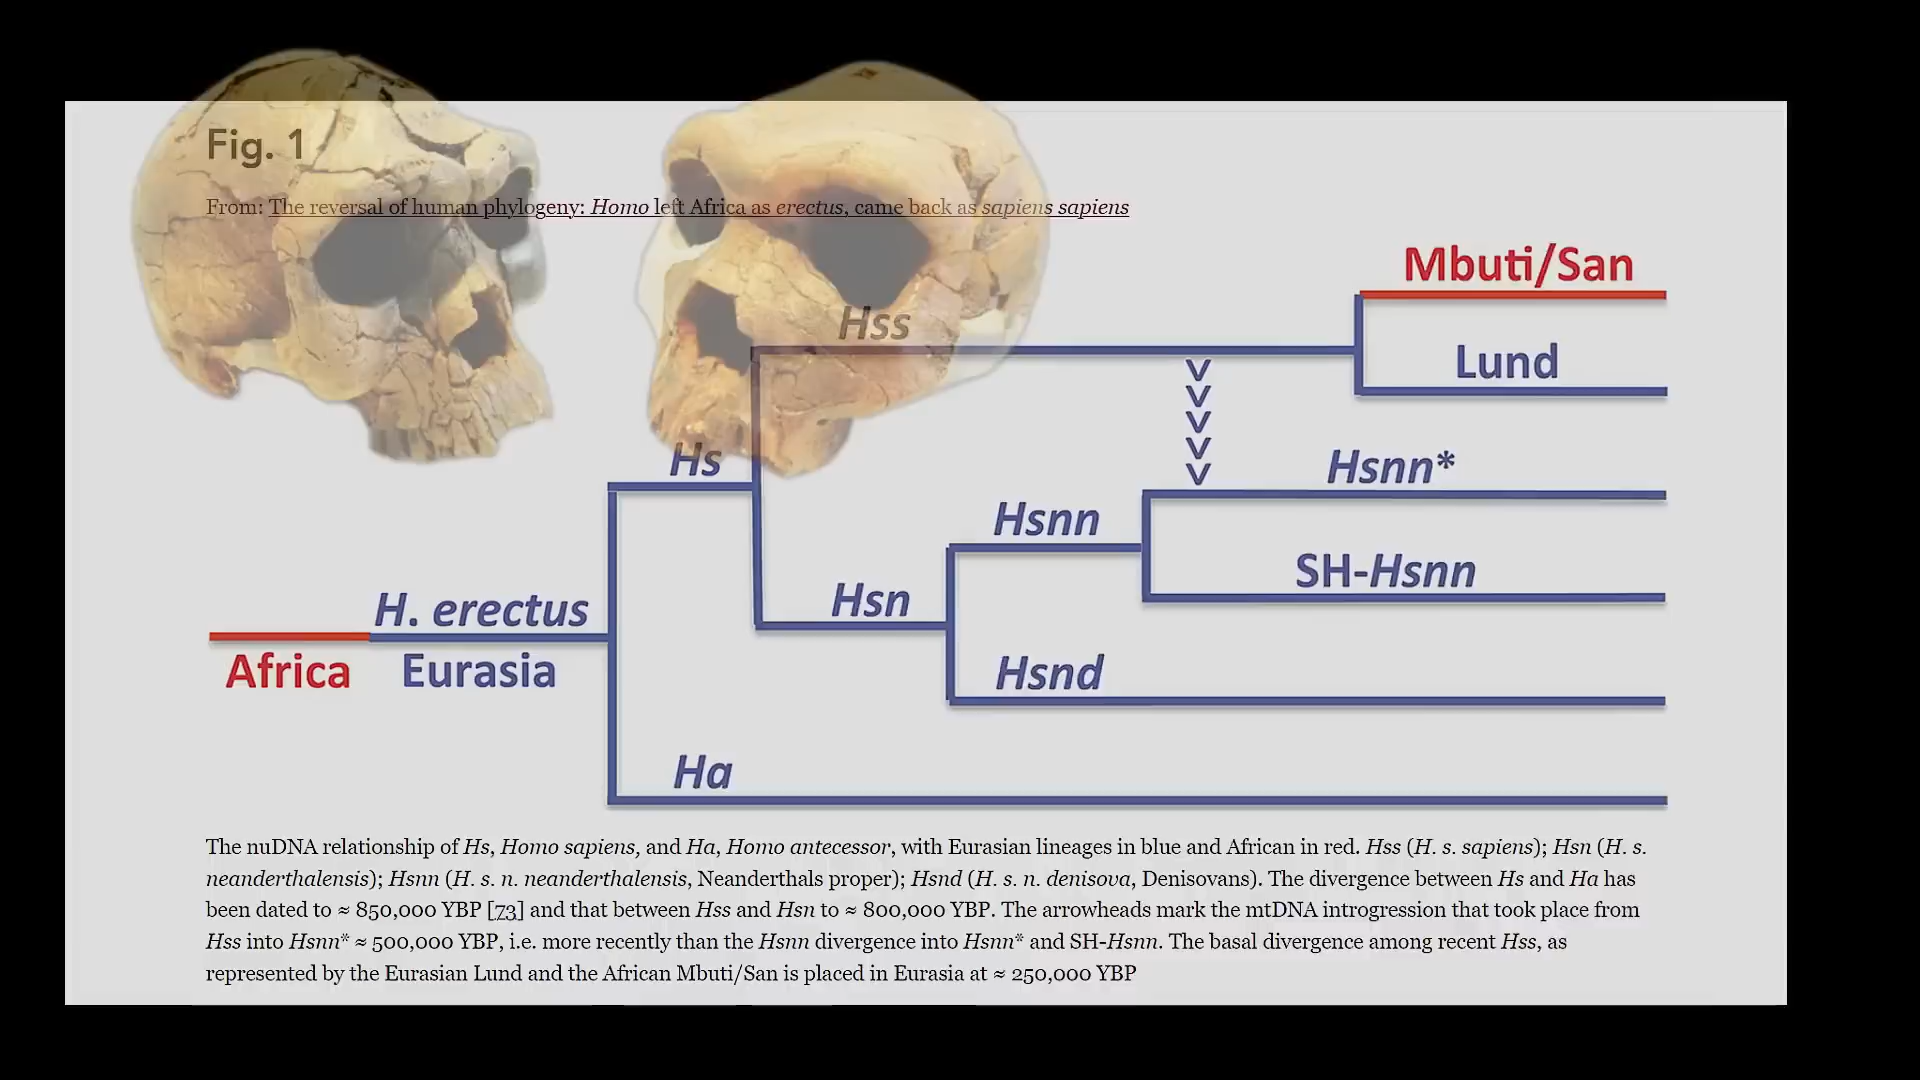 Fig. 1
From: The reversal of human phylogeny: Homo left Africa as erectus, came back as sapiens sapiens
Mbuti/San
Hss
Lund
Hs
Hsnn*
Hsnn
SH-Hsnn
Hsn
H. erectus
Africa
Eurasia
Hsnd
Ha
The nuDNA relationship of Hs, Homo sapiens, and Ha, Homo antecessor, with Eurasian lineages in blue and African in red. Hss (H. s. sapiens); Hsn (H. s.
neanderthalensis); Hsnn (H. s. n. neanderthalensis, Neanderthals proper); Hsnd (H. s. n. denisova, Denisovans). The divergence between Hs and Ha has
been dated to ≈ 850,000 YBP [73] and that between Hss and Hsn to ≈ 800,000 YBP. The arrowheads mark the mtDNA introgression that took place from
Hss into Hsnn* ≈ 500,000 YBP, i.e. more recently than the Hsnn divergence into Hsnn* and SH-Hsnn. The basal divergence among recent Hss, as
represented by the Eurasian Lund and the African Mbuti/San is placed in Eurasia at ≈ 250,000 YBP